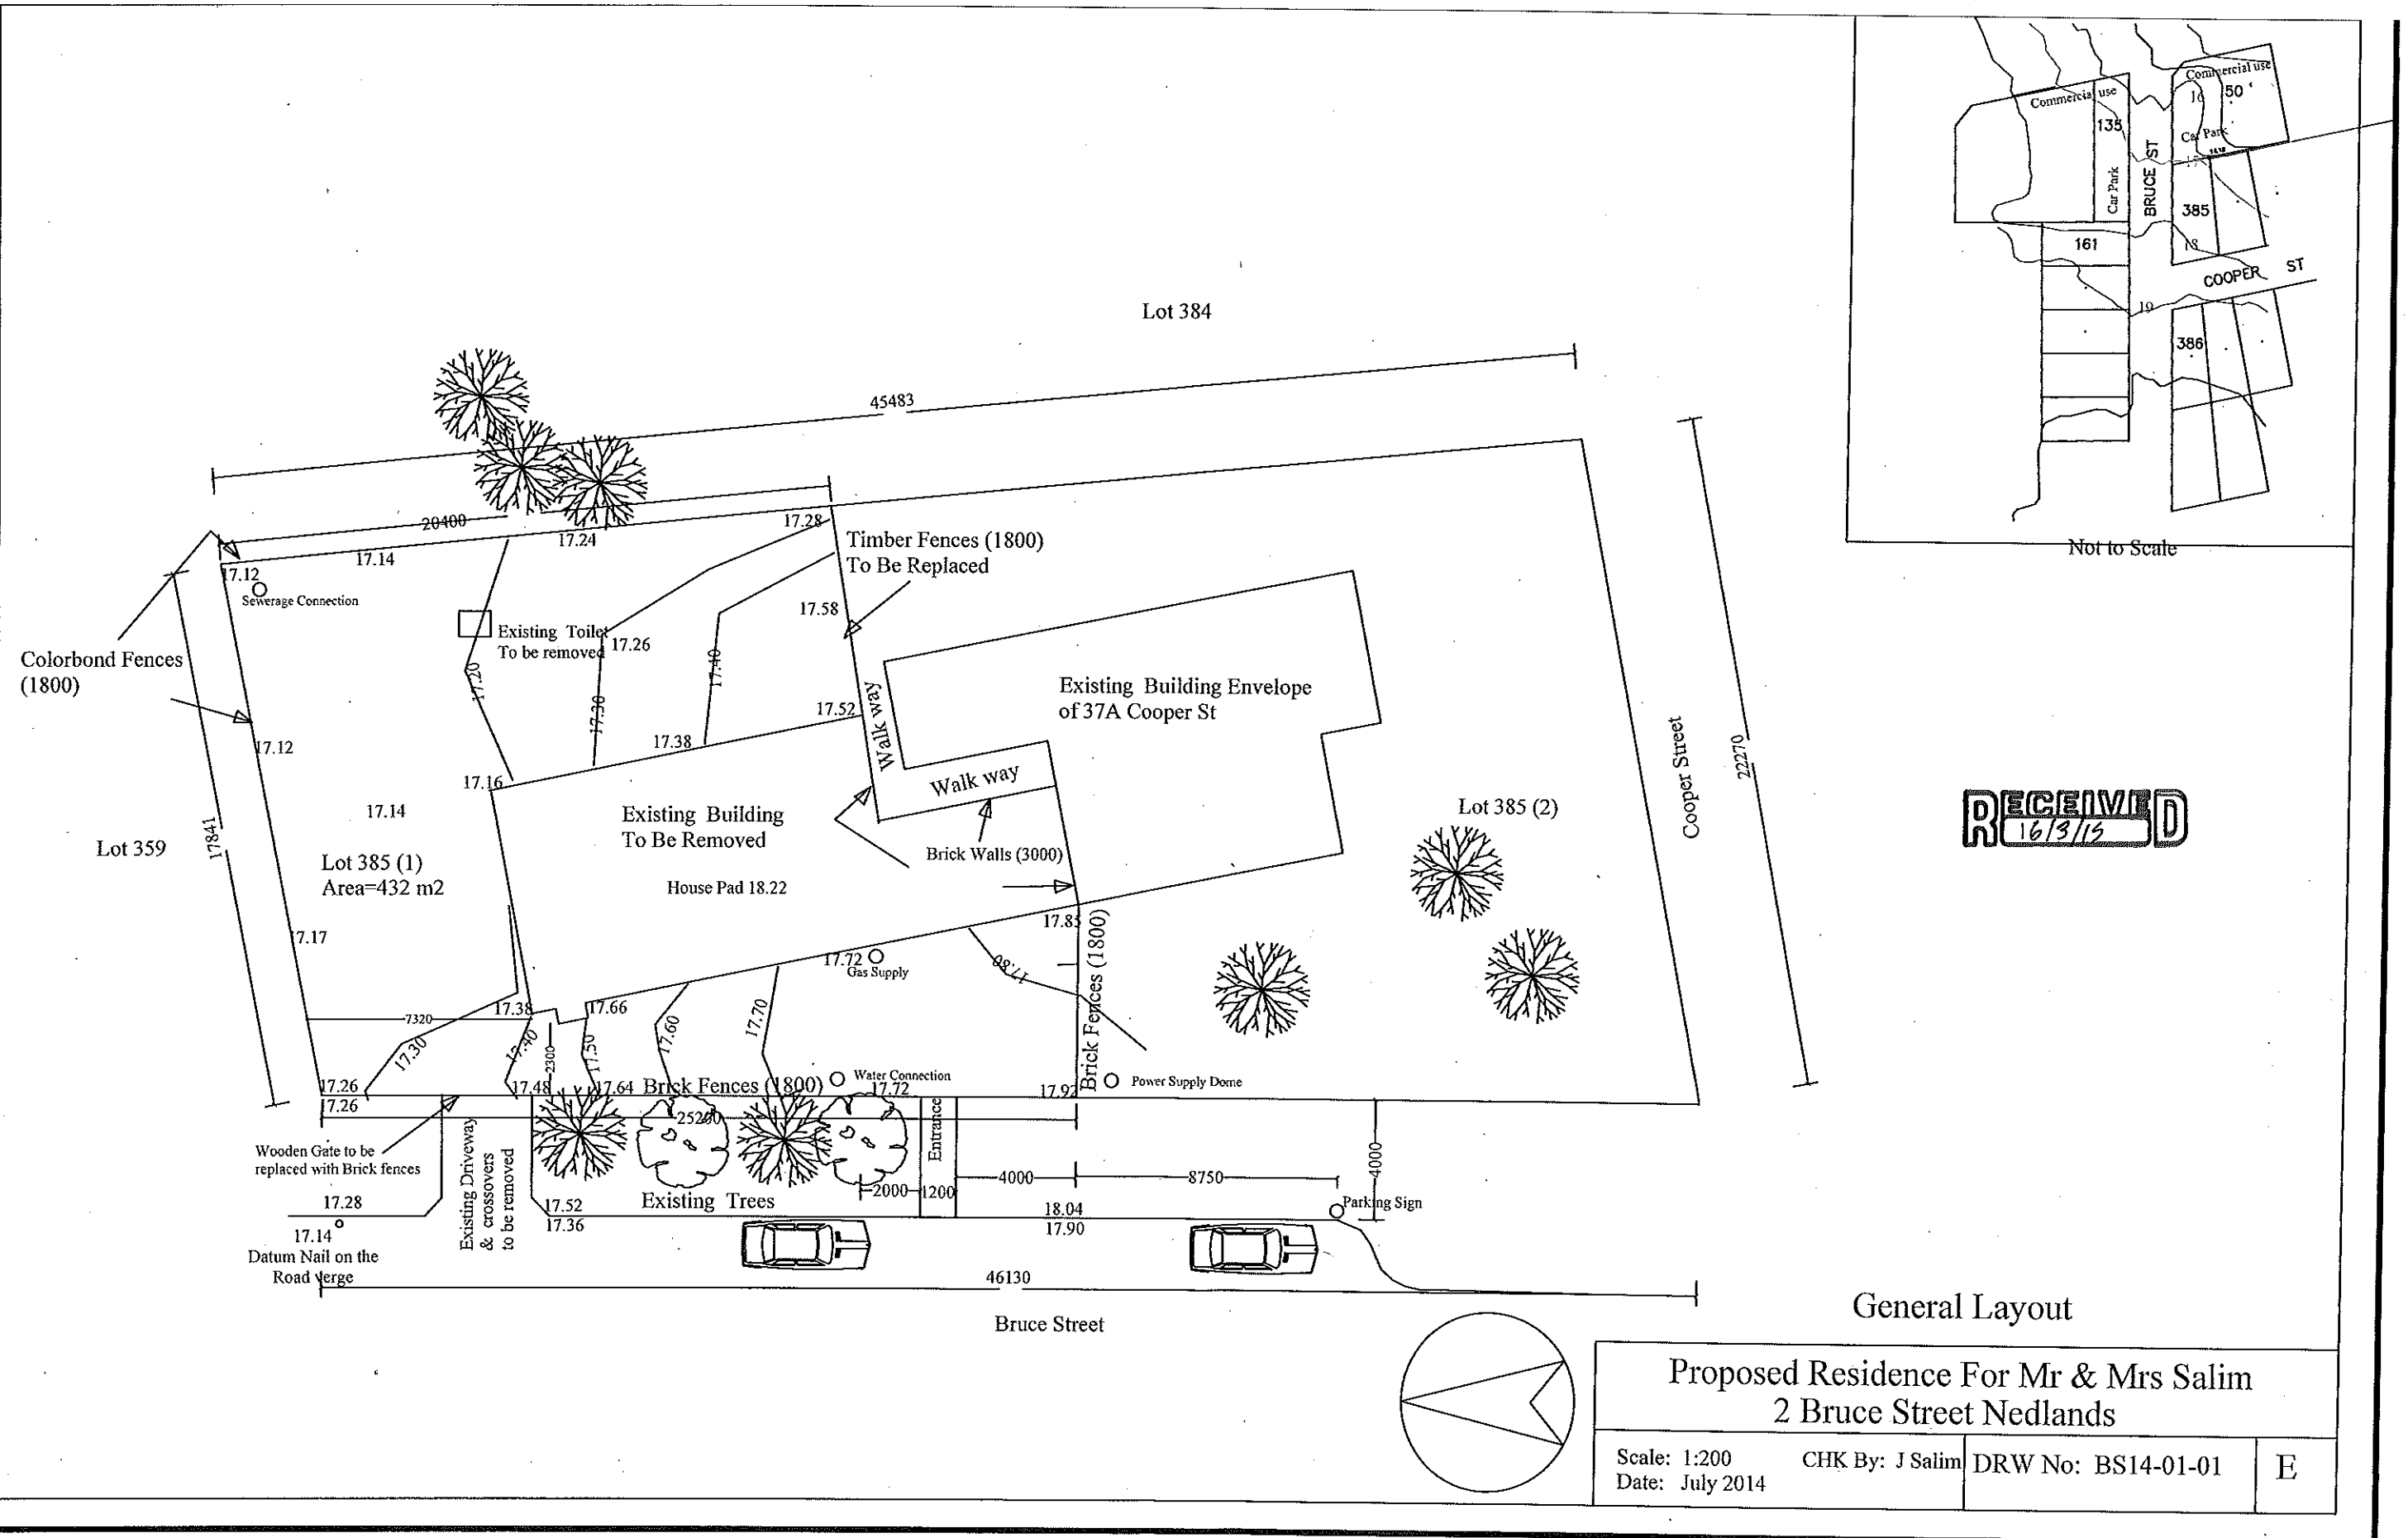 Commercial use
Commercial use
16
50
135
Car Park
17
Car Park
BRUCE ST
385
18
161
COOPER ST
19
386
Not to Scale
Lot 384
45483
20400
17.28
17.24
17.14
17.12
Sewerage Connection
Timber Fences (1800)
To Be Replaced
17.58
Existing Toilet
To be removed
17.26
Colorbond Fences
(1800)
17.20
17.30
17.40
17.52
17.38
Walk way
Existing Building Envelope
of 37A Cooper St
Cooper Street
22270
17.12
17.16
Walk way
17.14
Existing Building
To Be Removed
Lot 385 (2)
RECEIVED
16/3/15
17841
Lot 359
Lot 385 (1)
Area=432 m2
Brick Walls (3000)
House Pad 18.22
17.85
17.17
17.72
Gas Supply
17.80
Brick Fences (1800)
17.38
17.66
7320
17.30
17.40
2300
17.50
17.60
17.70
17.26
17.48
17.64
Brick Fences (1800)
Water Connection
17.72
17.92
Power Supply Dome
17.26
25200
Entrance
4000
Wooden Gate to be
replaced with Brick fences
Existing Driveway
& crossovers
to be removed
4000
8750
2000
1200
17.28
17.52
Existing Trees
18.04
Parking Sign
17.14
17.36
17.90
Datum Nail on the
Road verge
46130
Bruce Street
General Layout
Proposed Residence For Mr & Mrs Salim
2 Bruce Street Nedlands
Scale: 1:200
CHK By: J Salim
DRW No: BS14-01-01
E
Date: July 2014